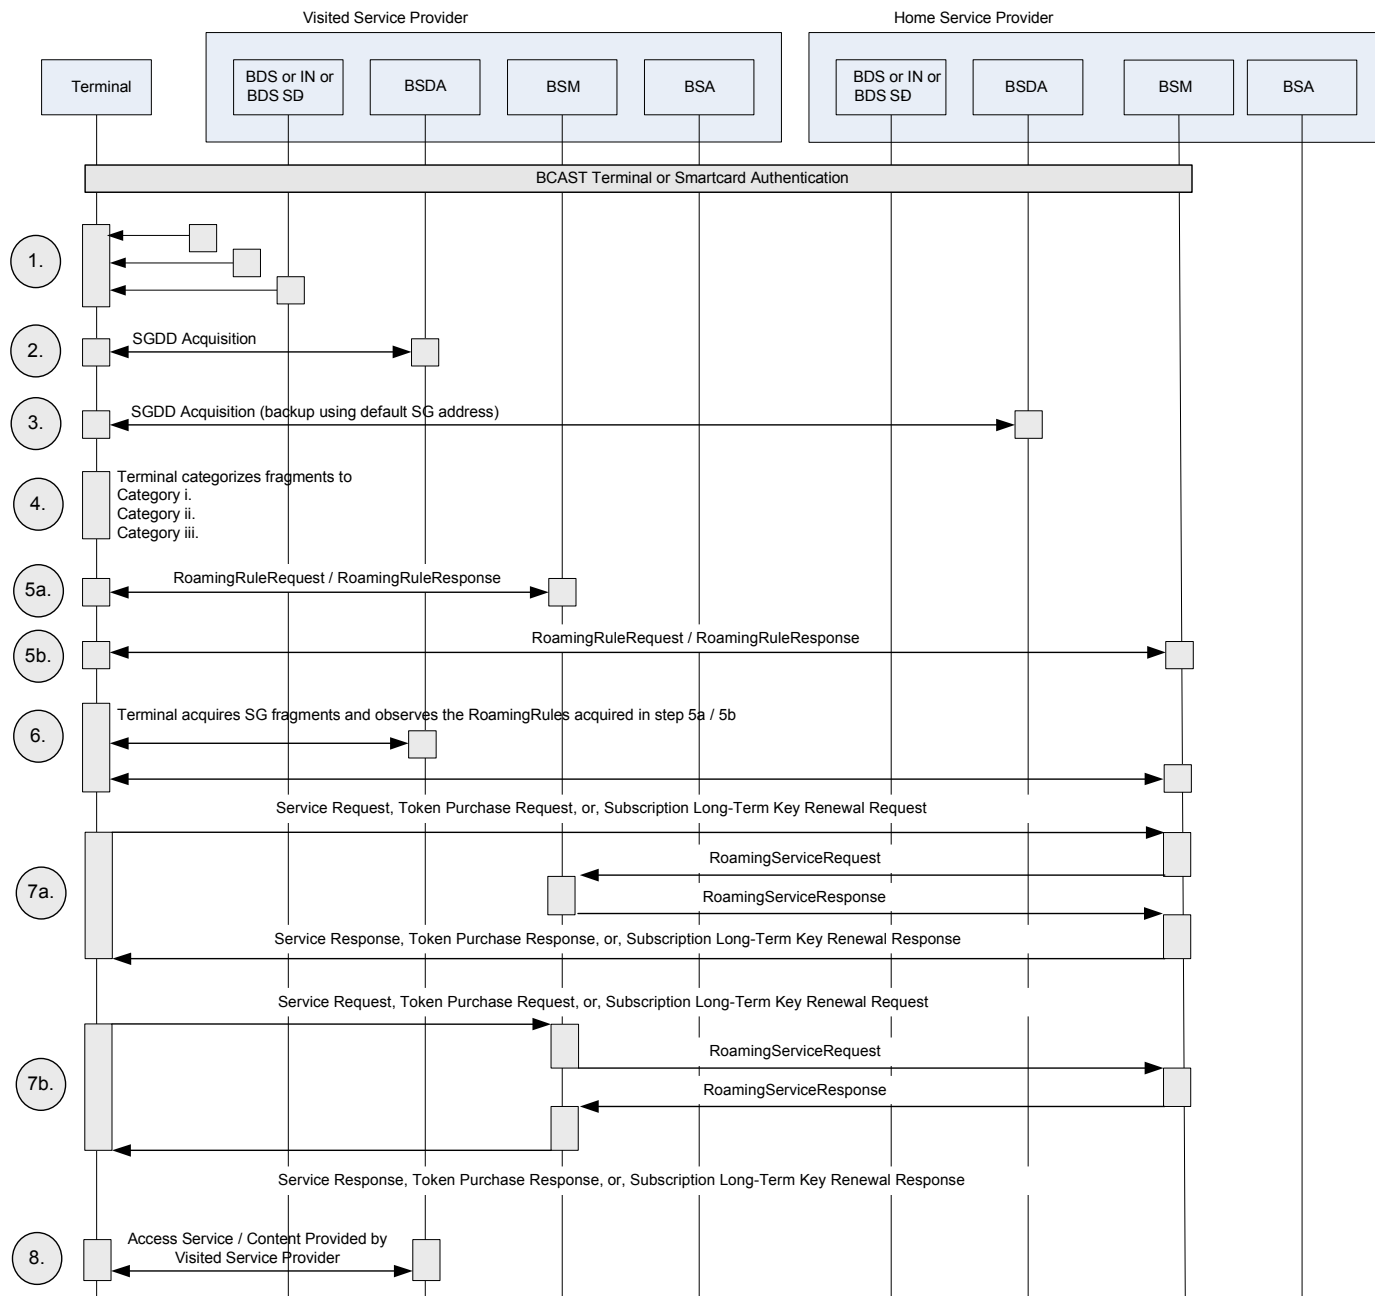 Visited Service Provider
Home Service Provider
Terminal
BDS or IN or
BDS SD
BSDA
BSM
BSA
BDS or IN or
BDS SD
BSDA
BSM
BSA
BCAST Terminal or Smartcard Authentication
1.
2.
SGDD Acquisition
3.
SGDD Acquisition (backup using default SG address)
4.
Terminal categorizes fragments to
Category i.
Category ii.
Category iii.
5a.
RoamingRuleRequest / RoamingRuleResponse
5b.
RoamingRuleRequest / RoamingRuleResponse
6.
Terminal acquires SG fragments and observes the RoamingRules acquired in step 5a / 5b
Service Request, Token Purchase Request, or, Subscription Long-Term Key Renewal Request
7a.
RoamingServiceRequest
RoamingServiceResponse
Service Response, Token Purchase Response, or, Subscription Long-Term Key Renewal Response
Service Request, Token Purchase Request, or, Subscription Long-Term Key Renewal Request
7b.
RoamingServiceRequest
RoamingServiceResponse
Service Response, Token Purchase Response, or, Subscription Long-Term Key Renewal Response
8.
Access Service / Content Provided by
Visited Service Provider